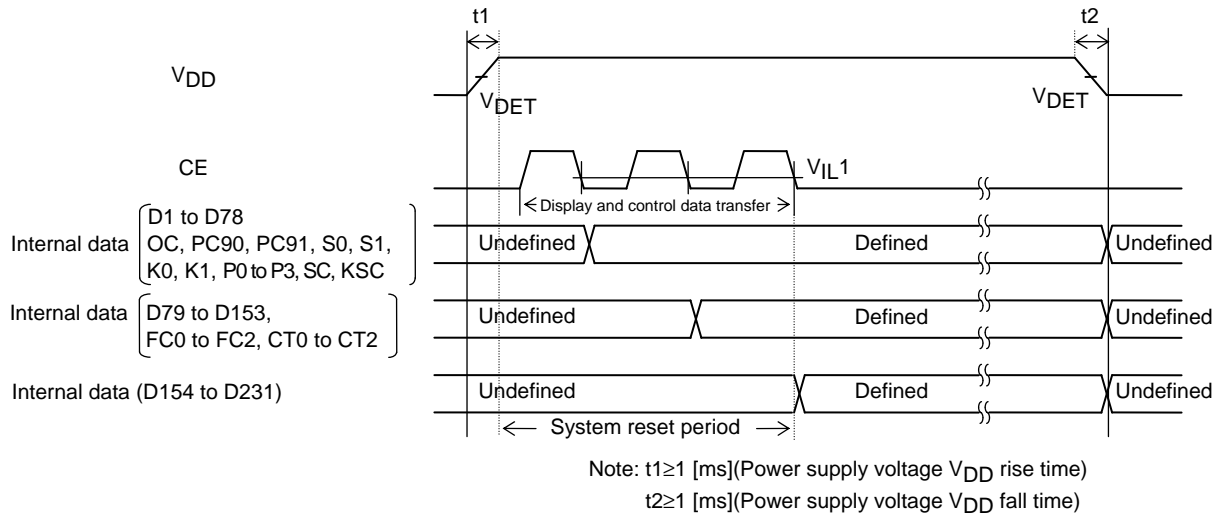 t1
t2
VDD
VDET
VDET
CE
VIL1
Display and control data transfer
Internal data
D1 to D78
OC, PC90, PC91, S0, S1,
K0, K1, P0 to P3, SC, KSC
Undefined
Defined
Undefined
Internal data
D79 to D153,
FC0 to FC2, CT0 to CT2
Undefined
Defined
Undefined
Internal data (D154 to D231)
Undefined
Defined
Undefined
System reset period
Note: t1≥1 [ms](Power supply voltage VDD rise time)
t2≥1 [ms](Power supply voltage VDD fall time)